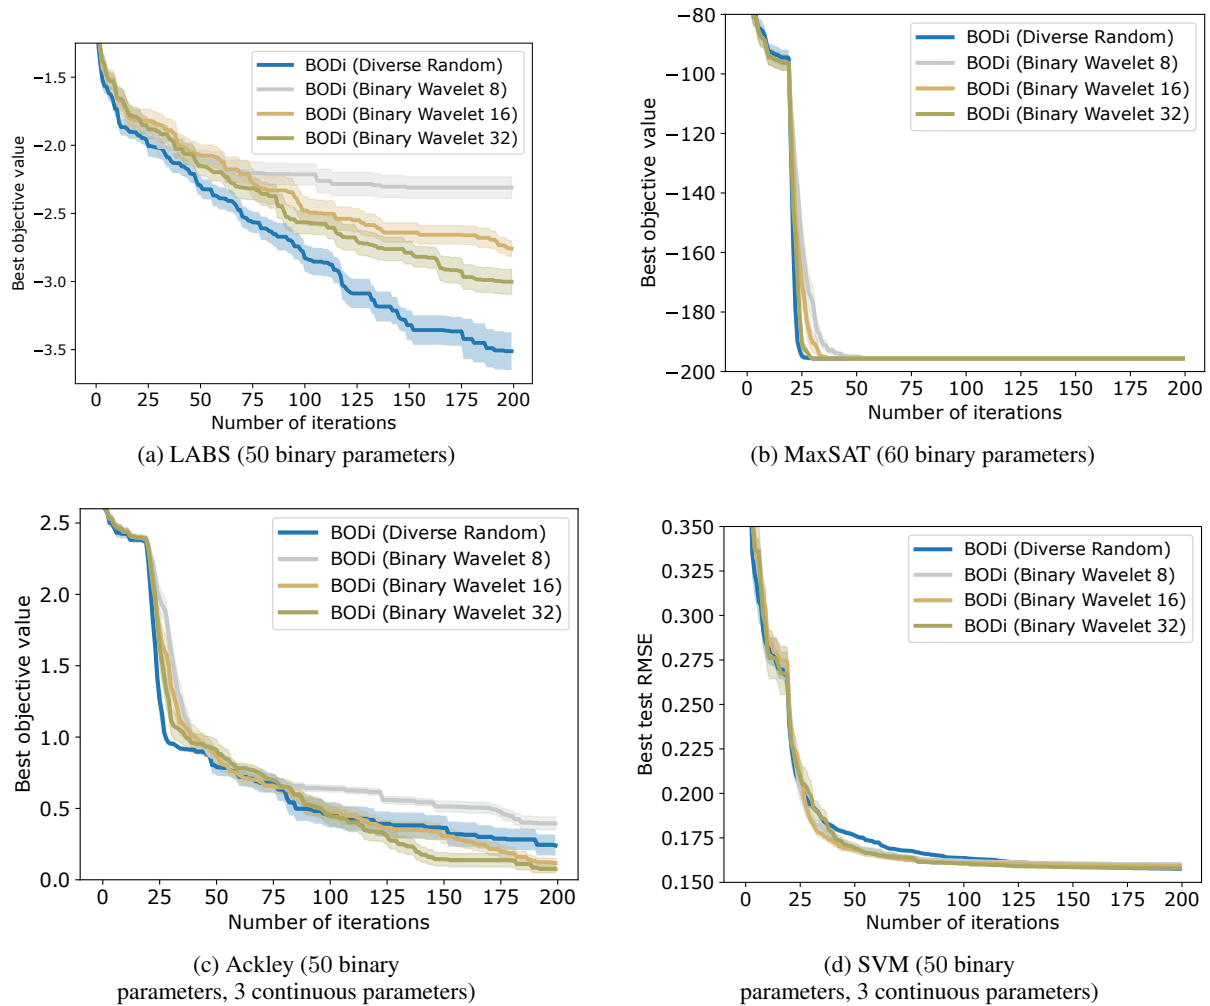 BODi (Diverse Random)
BODi (Binary Wavelet 8)
BODi (Binary Wavelet 16)
BODi (Binary Wavelet 32)
Best objective value
−1.5
−2.0
−2.5
−3.0
−3.5
0 25 50 75 100 125 150 175 200
Number of iterations
(a) LABS (50 binary parameters)
BODi (Diverse Random)
BODi (Binary Wavelet 8)
BODi (Binary Wavelet 16)
BODi (Binary Wavelet 32)
Best objective value
−80
−100
−120
−140
−160
−180
−200
0 25 50 75 100 125 150 175 200
Number of iterations
(b) MaxSAT (60 binary parameters)
BODi (Diverse Random)
BODi (Binary Wavelet 8)
BODi (Binary Wavelet 16)
BODi (Binary Wavelet 32)
Best objective value
2.5
2.0
1.5
1.0
0.5
0.0
0 25 50 75 100 125 150 175 200
Number of iterations
(c) Ackley (50 binary
parameters, 3 continuous parameters)
BODi (Diverse Random)
BODi (Binary Wavelet 8)
BODi (Binary Wavelet 16)
BODi (Binary Wavelet 32)
Best test RMSE
0.350
0.325
0.300
0.275
0.250
0.225
0.200
0.175
0.150
0 25 50 75 100 125 150 175 200
Number of iterations
(d) SVM (50 binary
parameters, 3 continuous parameters)